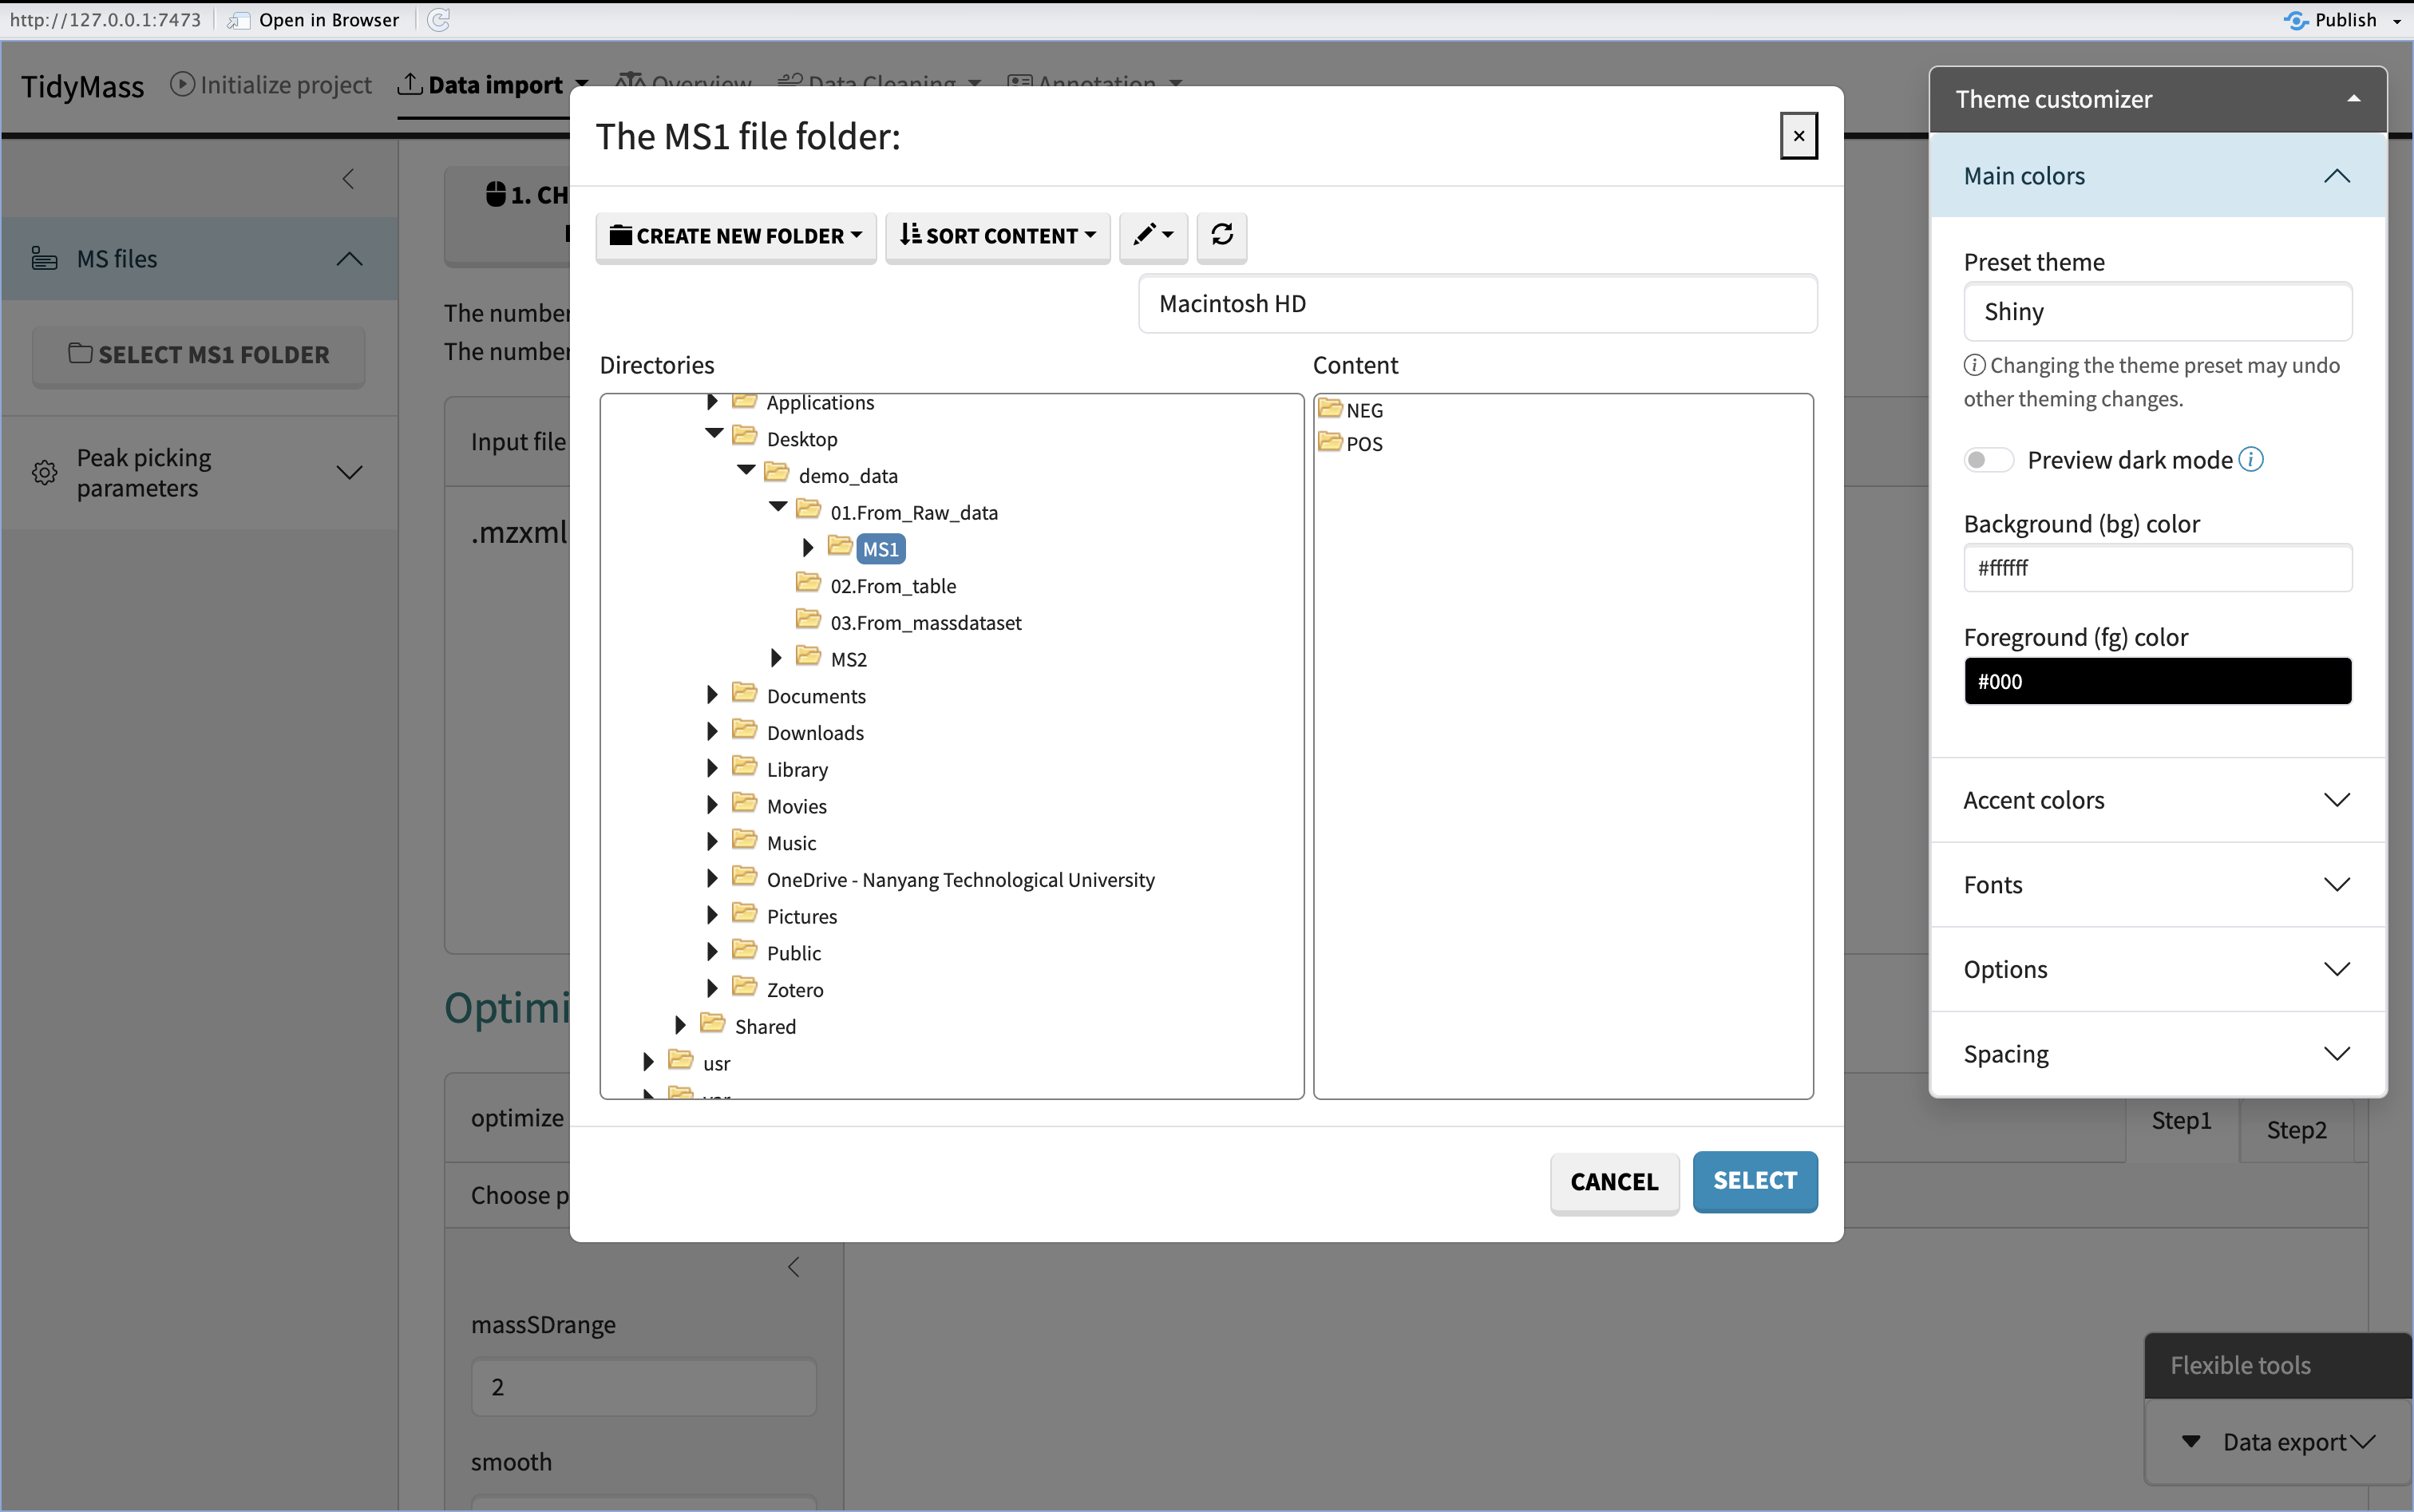 http://127.0.0.1:7473 Open in Browser Publish
TidyMass Initialize project Data import Overview Data Cleaning Annotation
MS files
SELECT MS1 FOLDER
Peak picking
parameters
1. CH
The number
The number
Input file
.mzxml
Optimi
optimize
Choose p
massSDrange
2
smooth
Step1
Step2
The MS1 file folder:
×
CREATE NEW FOLDER SORT CONTENT
Macintosh HD
Directories
Applications
Desktop
demo_data
01.From_Raw_data
MS1
02.From_table
03.From_massdataset
MS2
Documents
Downloads
Library
Movies
Music
OneDrive - Nanyang Technological University
Pictures
Public
Zotero
Shared
usr
Content
NEG
POS
CANCEL SELECT
Theme customizer
Main colors
Preset theme
Shiny
Changing the theme preset may undo
other theming changes.
Preview dark mode
Background (bg) color
#ffffff
Foreground (fg) color
#000
Accent colors
Fonts
Options
Spacing
Flexible tools
Data export